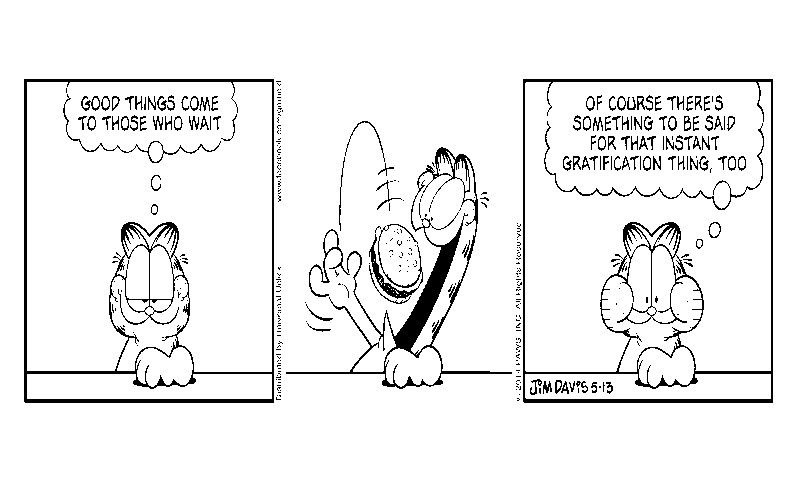 GOOD THINGS COME
TO THOSE WHO WAIT
OF COURSE THERE'S
SOMETHING TO BE SAID
FOR THAT INSTANT
GRATIFICATION THING, TOO
JIM DAVIS 5-13